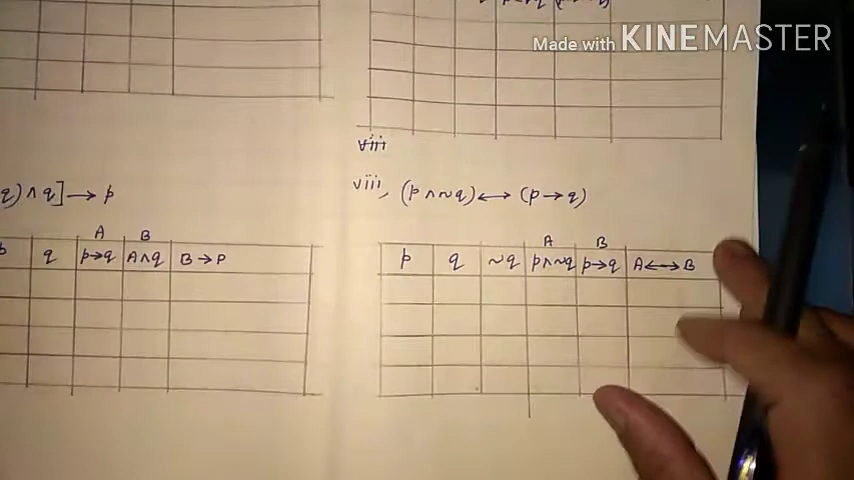 Made with KINEMASTER
viii
viii, (p ∧ ~q) ⟷ (p → q)
q) ∧ q] → p
A B
q p→q A∧q B → P
A B
p q ~q p∧~q p→q A⟷B